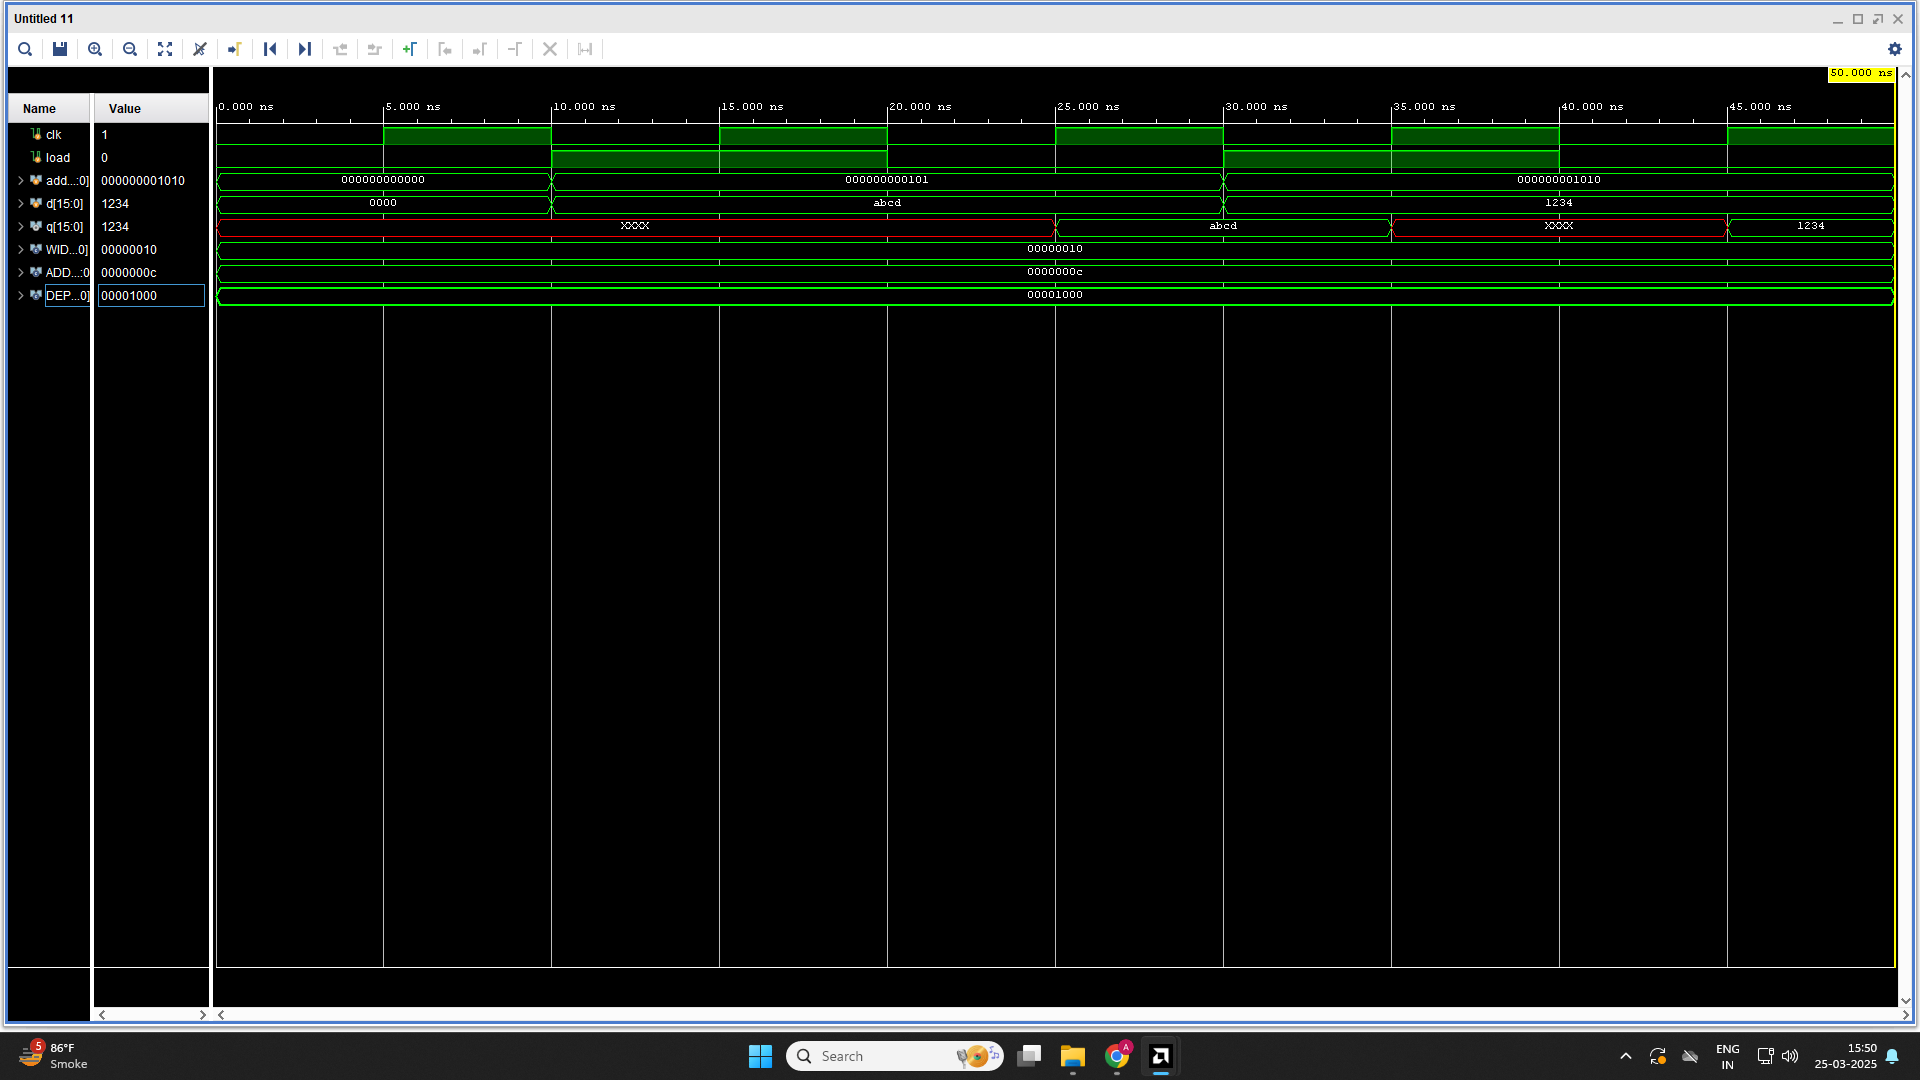 Untitled 11
50.000 ns
Name Value
0.000 ns 5.000 ns 10.000 ns 15.000 ns 20.000 ns 25.000 ns 30.000 ns 35.000 ns 40.000 ns 45.000 ns
clk 1
load 0
add...:0] 000000001010 000000000000 000000000101 000000001010
d[15:0] 1234 0000 abcd 1234
q[15:0] 1234 XXXX abcd XXXX 1234
WID...0] 00000010 00000010
ADD...:0 0000000c 0000000c
DEP...0] 00001000 00001000
5
86°F
Smoke
Search
A
ENG
IN
15:50
25-03-2025